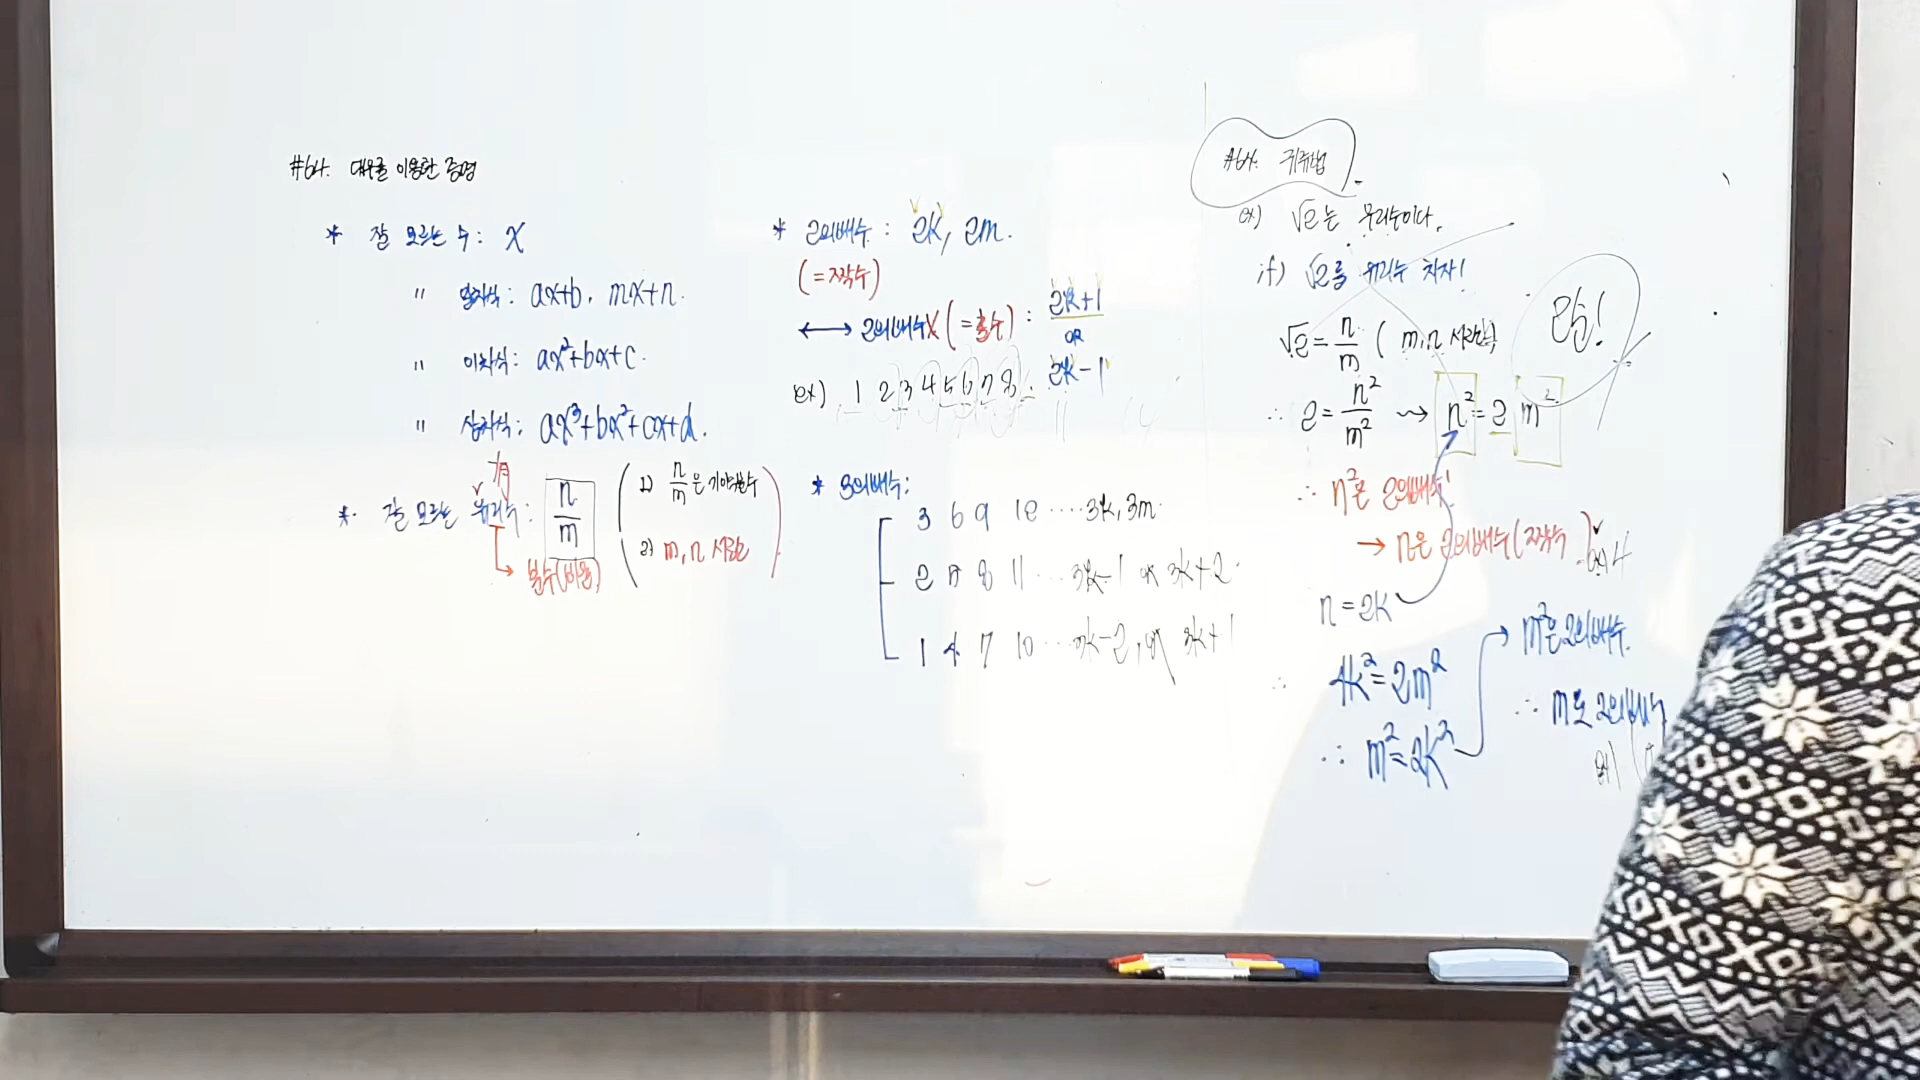 #64. 대우를 이용한 증명
* 잘 모르는 수: x
" 일차식: ax+b, mx+n.
" 이차식: ax²+bx+c.
" 삼차식: ax³+bx²+cx+d.
有
* 잘 모르는 유리수: n/m
1) n/m은 기약분수
2) m, n 서로소
분수(비율)
* 2의배수: 2k, 2m.
(=짝수)
⟷ 2의배수X (=홀수): 2k+1
OR
2k-1
ex) 1 2 3 4 5 6 7 8
* 3의배수:
3 6 9 12 ···· 3k, 3m.
2 5 8 11 ··· 3k-1 or 3k+2.
1 4 7 10 ··· 3k-2, or 3k+1
#64. 귀류법
ex) √2는 무리수이다.
if) √2를 유리수 치자!
√2 = n/m (m, n 서로소)
모순!
∴ 2 = n²/m² ⇝ n² = 2 m²
∴ n²은 2의배수!
→ n은 2의배수(짝수)
n=2k
∴ 4k²=2m²
∴ m²=2k²
→ m²은 2의배수.
∴ m도 2의배수